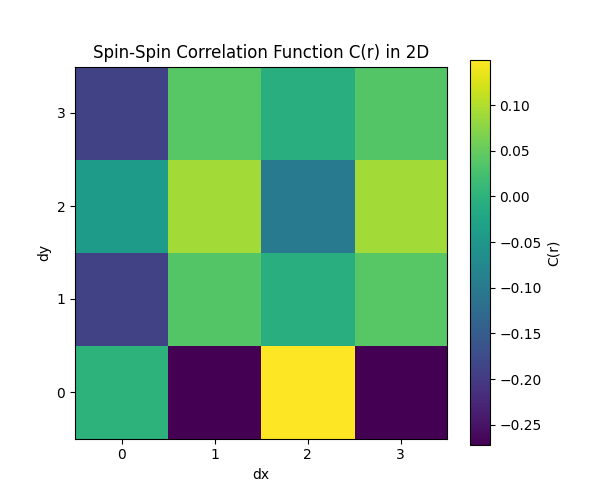 Spin-Spin Correlation Function C(r) in 2D
3
2
1
0
dy
0 1 2 3
dx
0.10
0.05
0.00
−0.05
−0.10
−0.15
−0.20
−0.25
C(r)